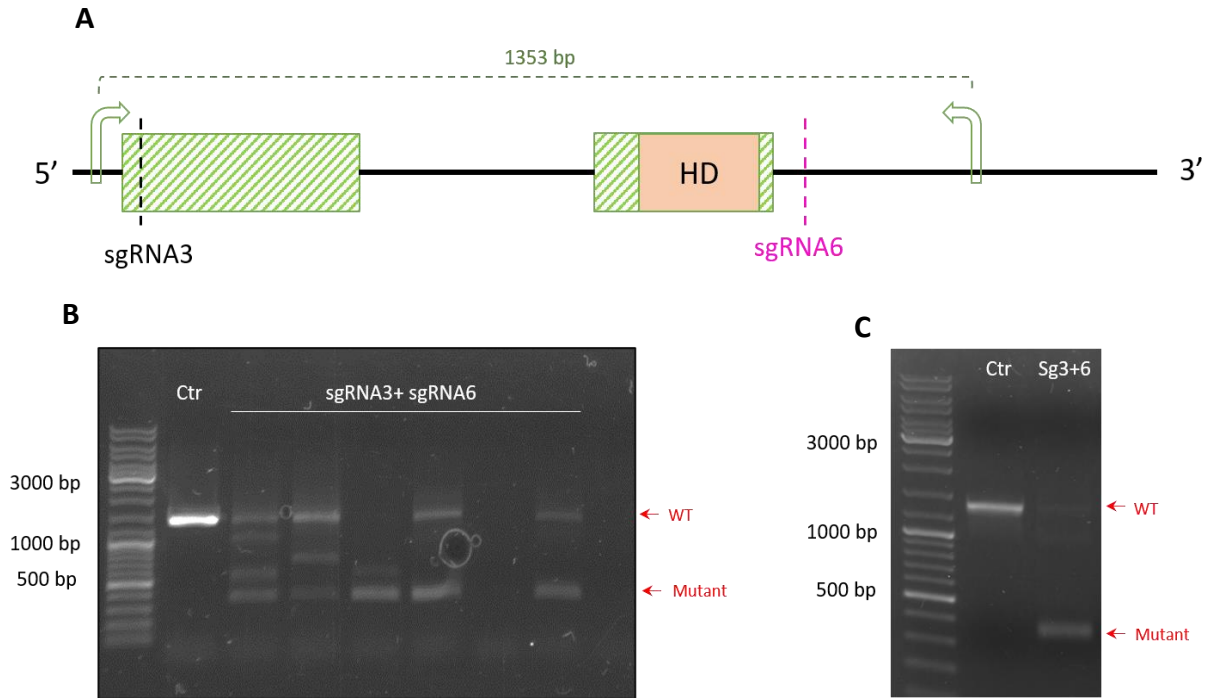 A
1353 bp
5’
HD
3’
sgRNA3
sgRNA6
B
Ctr
sgRNA3+ sgRNA6
3000 bp
1000 bp
500 bp
WT
Mutant
C
Ctr
Sg3+6
3000 bp
1000 bp
500 bp
WT
Mutant